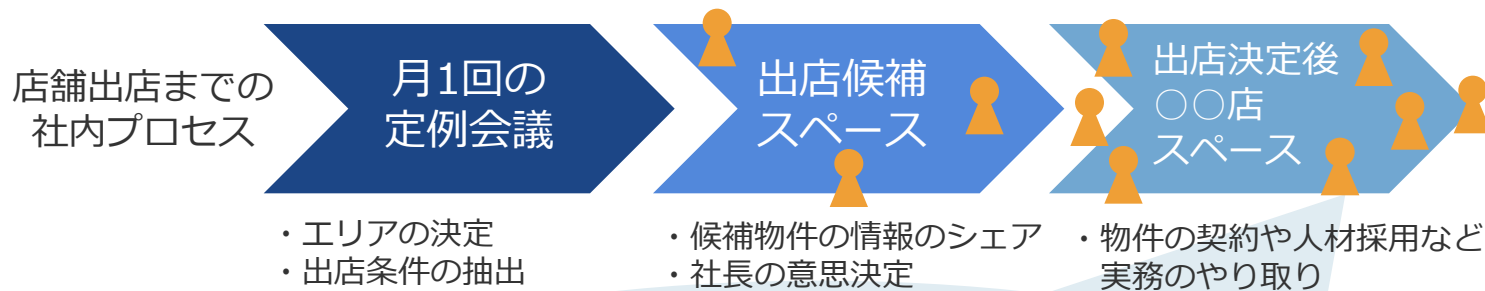 店舗出店までの
社内プロセス
月1回の
定例会議
出店候補
スペース
出店決定後
○○店
スペース
・エリアの決定
・出店条件の抽出
・候補物件の情報のシェア
・社長の意思決定
・物件の契約や人材採用など
実務のやり取り